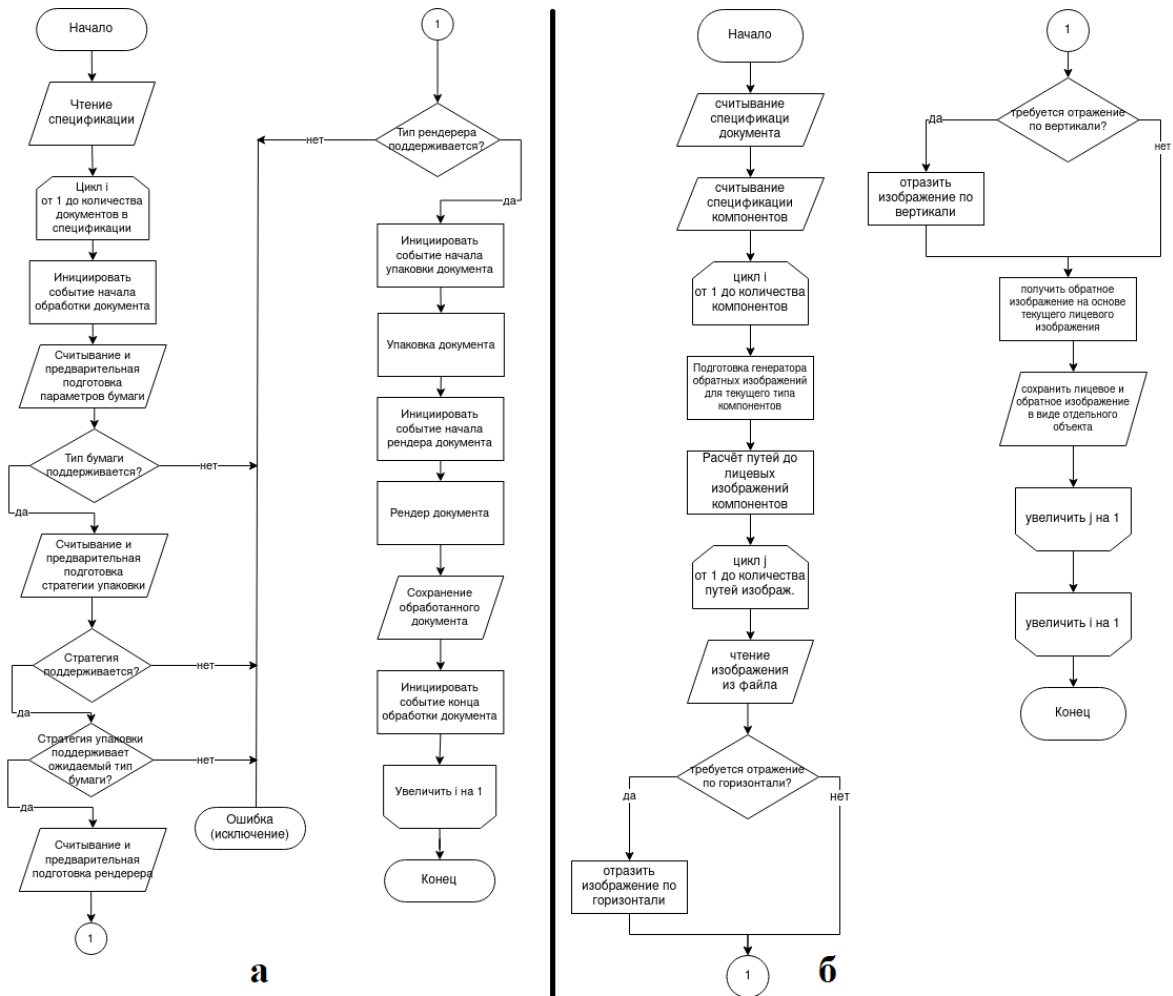 Начало
Чтение
спецификации
Цикл i
от 1 до количества
документов в
спецификации
Инициировать
событие начала
обработки документа
Считывание и
предварительная
подготовка
параметров бумаги
Тип бумаги
поддерживается?
нет
да
Считывание и
предварительная
подготовка
стратегии упаковки
Стратегия
поддерживается?
нет
да
Стратегия упаковки
поддерживает
ожидаемый тип
бумаги?
нет
да
Считывание и
предварительная
подготовка рендерера
1
Ошибка
(исключение)
1
Тип рендерера
поддерживается?
нет
да
Инициировать
событие начала
упаковки документа
Упаковка документа
Инициировать
событие начала
рендера документа
Рендер документа
Сохранение
обработанного
документа
Инициировать
событие конца
обработки документа
Увеличить i на 1
Конец
а
Начало
считывание
спецификаци
документа
считывание
спецификации
компонентов
цикл i
от 1 до количества
компонентов
Подготовка генератора
обратных изображений
для текущего типа
компонентов
Расчёт путей до
лицевых
изображений
компонентов
цикл j
от 1 до количества
путей изображ.
чтение
изображения
из файла
требуется отражение
по горизонтали?
да
нет
отразить
изображение по
горизонтали
1
1
требуется отражение
по вертикали?
да
нет
отразить
изображение по
вертикали
получить обратное
изображение на основе
текущего лицевого
изображения
сохранить лицевое и
обратное изображение
в виде отдельного
объекта
увеличить j на 1
увеличить i на 1
Конец
б